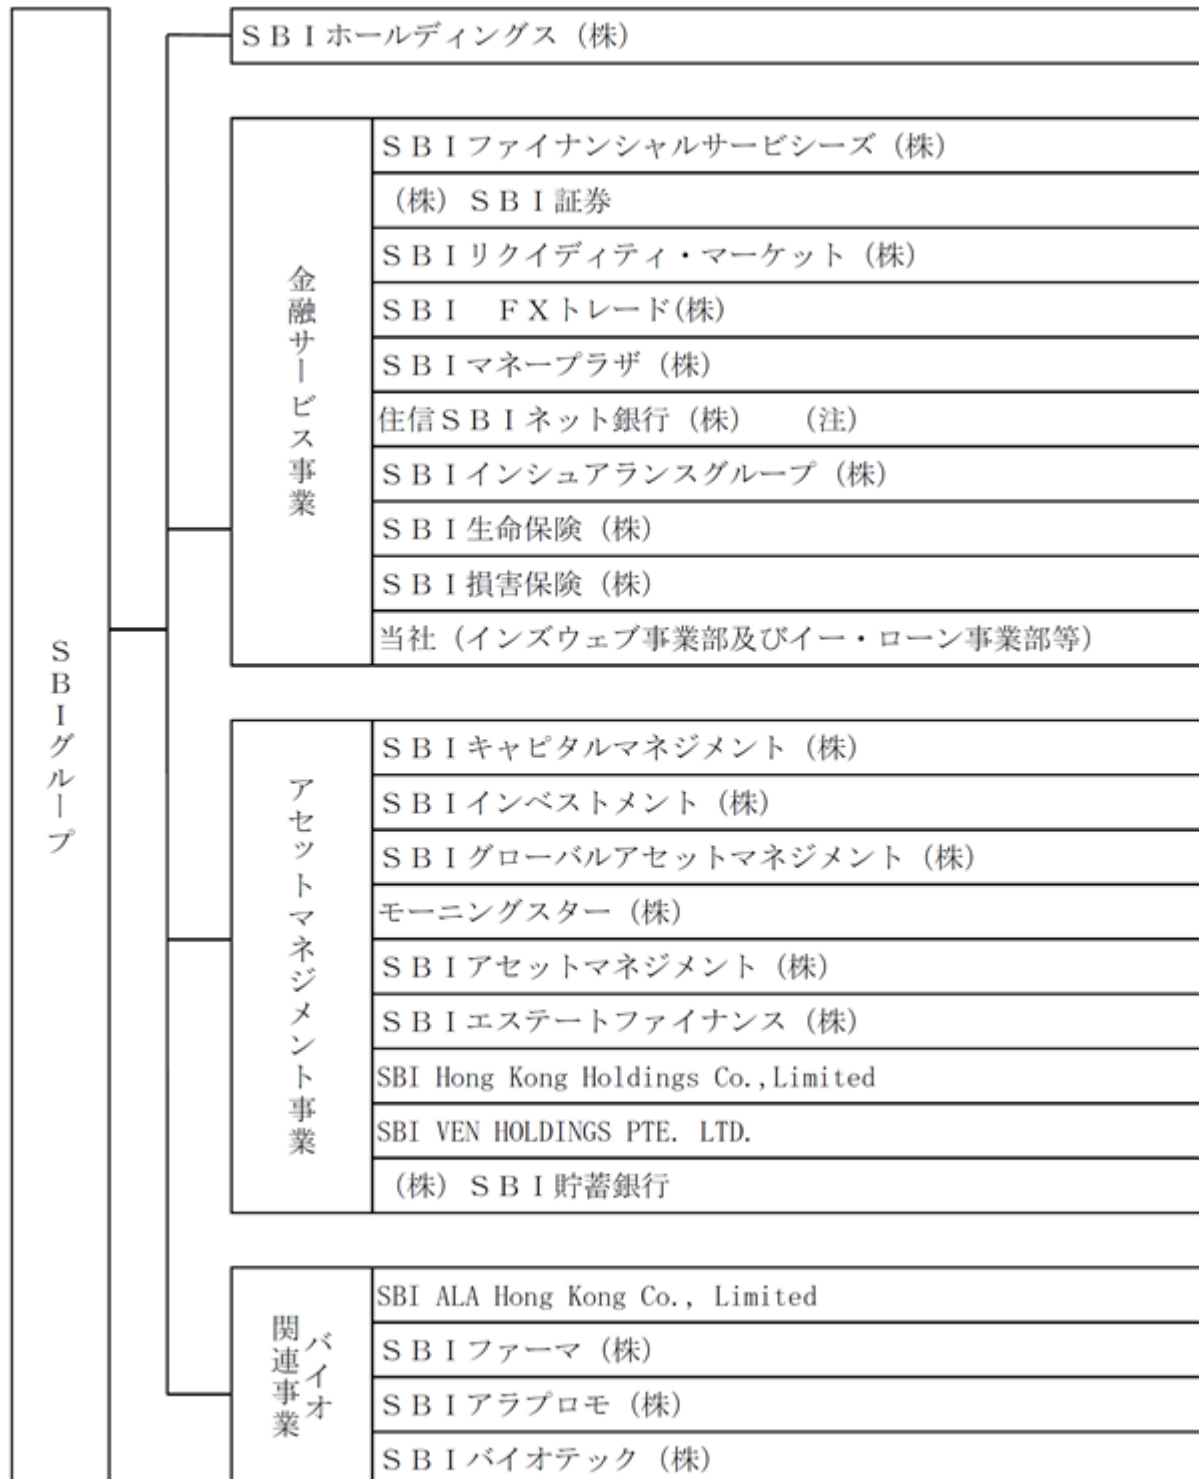 SBIグループ
SBIホールディングス（株）
金融サービス事業
SBIファイナンシャルサービシーズ（株）
（株）SBI証券
SBIリクイディティ・マーケット（株）
SBI　FXトレード(株)
SBIマネープラザ（株）
住信SBIネット銀行（株）　（注）
SBIインシュアランスグループ（株）
SBI生命保険（株）
SBI損害保険（株）
当社（インズウェブ事業部及びイー・ローン事業部等）
アセットマネジメント事業
SBIキャピタルマネジメント（株）
SBIインベストメント（株）
SBIグローバルアセットマネジメント（株）
モーニングスター（株）
SBIアセットマネジメント（株）
SBIエステートファイナンス（株）
SBI Hong Kong Holdings Co.,Limited
SBI VEN HOLDINGS PTE. LTD.
（株）SBI貯蓄銀行
バイオ
関連事業
SBI ALA Hong Kong Co., Limited
SBIファーマ（株）
SBIアラプロモ（株）
SBIバイオテック（株）